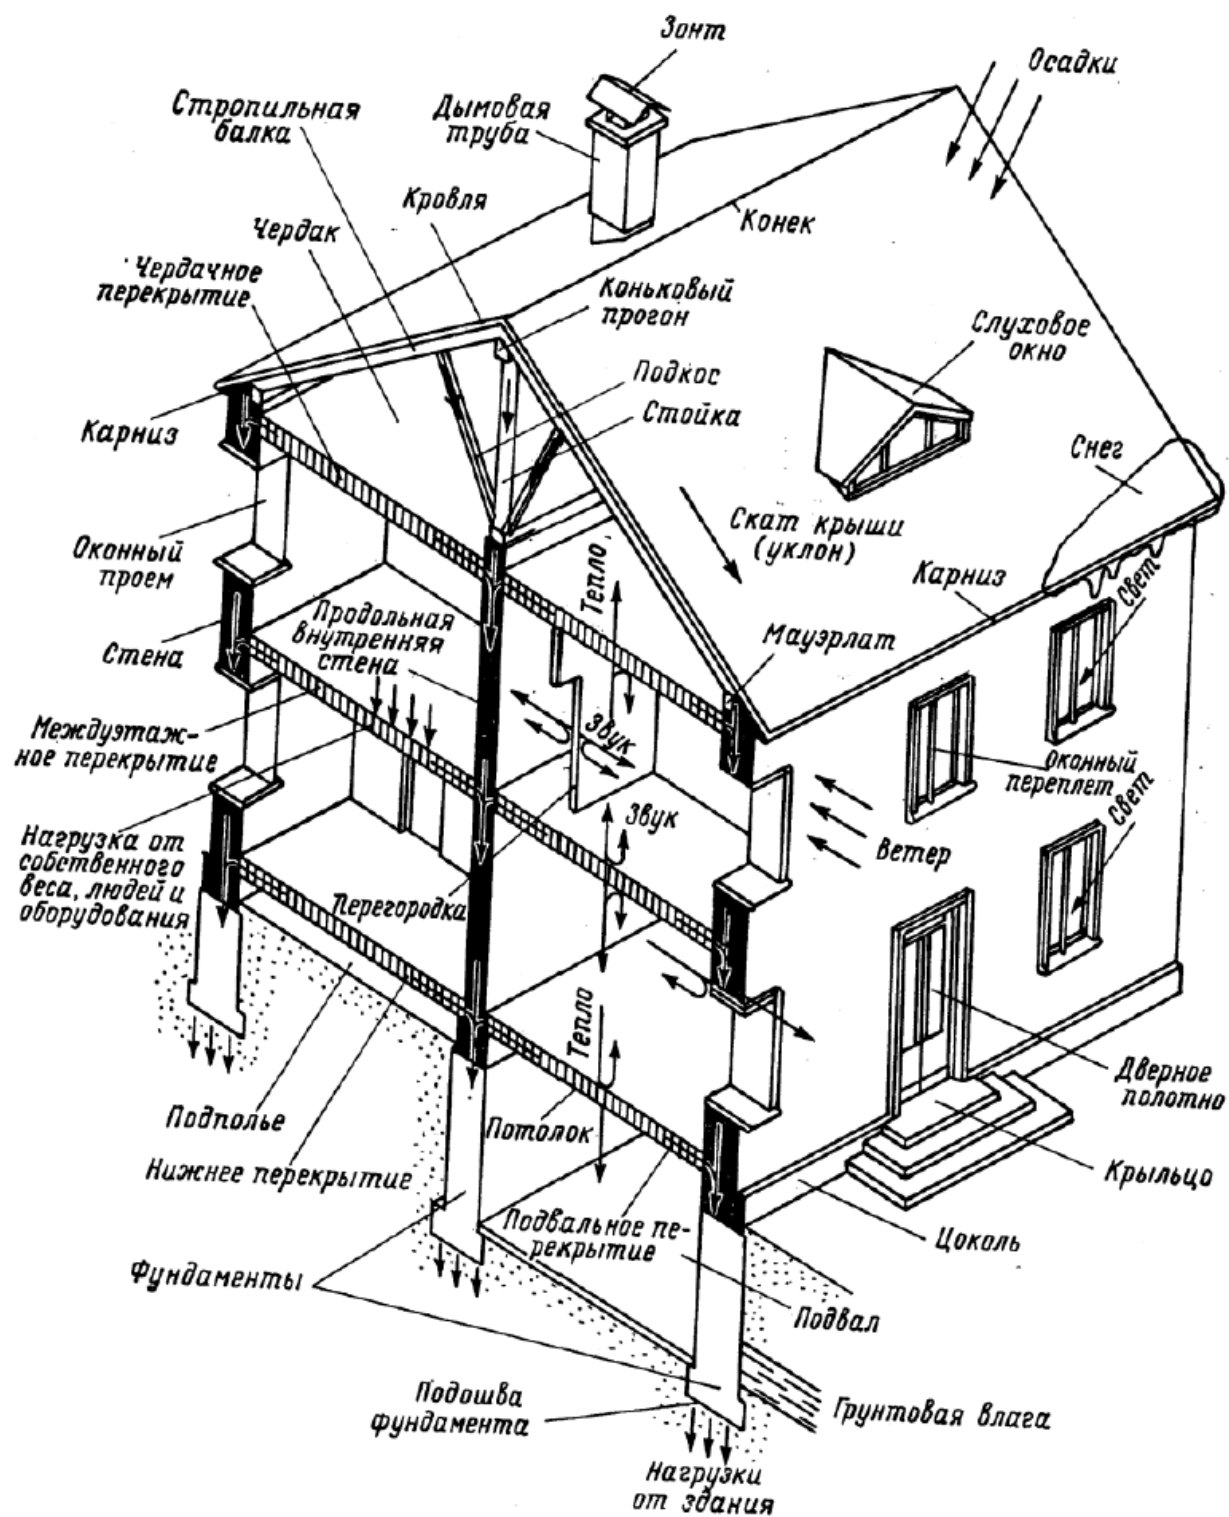 Зонт
Осадки
Стропильная
балка
Дымовая
труба
Кровля
Конек
Чердак
Чердачное
перекрытие
Коньковый
прогон
Слуховое
окно
Подкос
Стойка
Карниз
Снег
Скат крыши
(уклон)
Оконный
проем
Тепло
Карниз
Свет
Продольная
внутренняя
стена
Стена
Мауэрлат
Звук
Междуэтаж-
ное перекрытие
Оконный
переплет
Свет
Звук
Ветер
Нагрузка от
собственного
веса, людей и
оборудования
Перегородка
Тепло
Дверное
полотно
Подполье
Потолок
Нижнее перекрытие
Крыльцо
Подвальное пе-
рекрытие
Цоколь
Фундаменты
Подвал
Подошва
фундамента
Грунтовая влага
Нагрузки
от здания